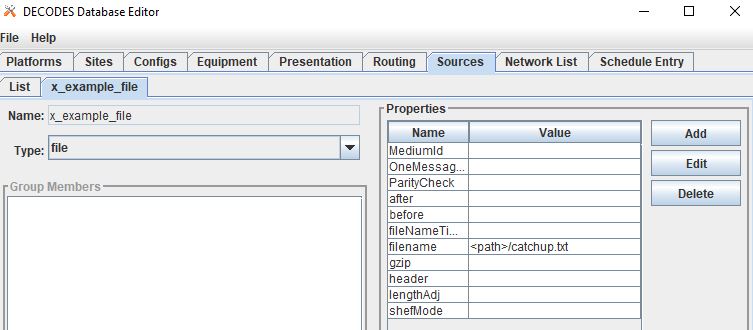 DECODES Database Editor
File Help
Platforms Sites Configs Equipment Presentation Routing Sources Network List Schedule Entry
List x_example_file
Name: x_example_file
Type: file
Group Members
Properties
Name Value
MediumId
OneMessag...
ParityCheck
after
before
fileNameTi...
filename <path>/catchup.txt
gzip
header
lengthAdj
shefMode
Add
Edit
Delete